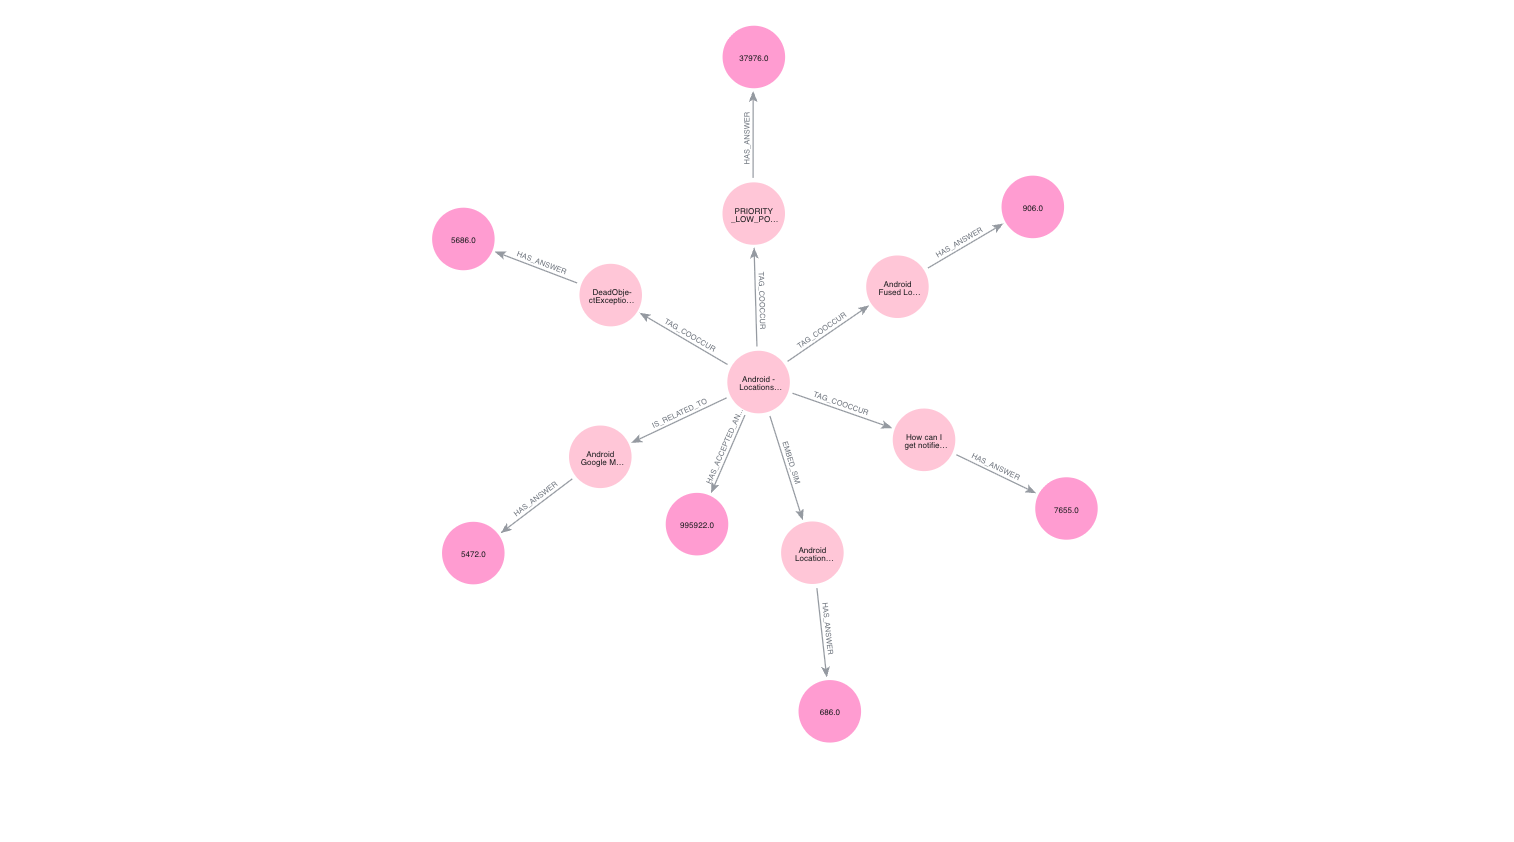 37976.0
HAS_ANSWER
PRIORITY
_LOW_PO...
906.0
HAS_ANSWER
5686.0
HAS_ANSWER
Android
Fused Lo...
DeadObje-
ctExceptio...
TAG_COOCCUR
TAG_COOCCUR
TAG_COOCCUR
Android -
Locations...
IS_RELATED_TO
TAG_COOCCUR
HAS_ACCEPTED_AN...
EMBED_SIM
How can I
get notifie...
Android
Google M...
HAS_ANSWER
HAS_ANSWER
7655.0
995922.0
5472.0
Android
Location...
HAS_ANSWER
686.0